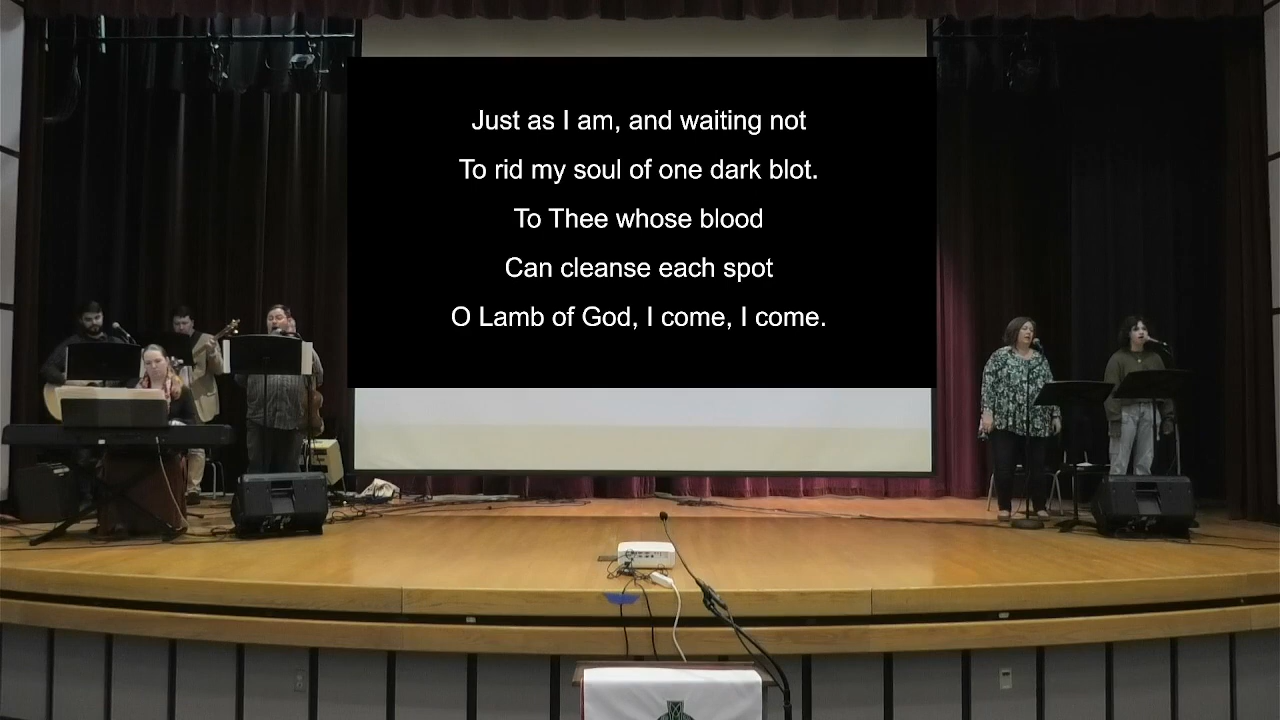 Just as I am, and waiting not
To rid my soul of one dark blot.
To Thee whose blood
Can cleanse each spot
O Lamb of God, I come, I come.